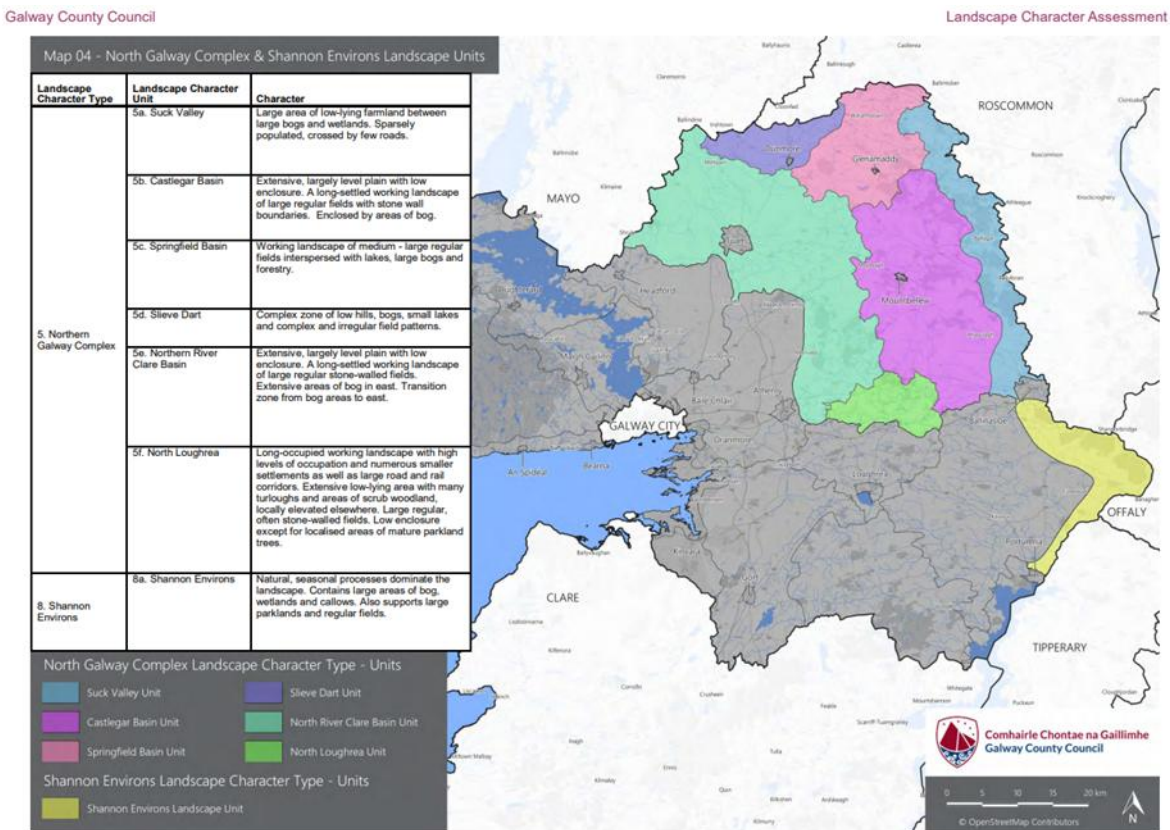 Galway County Council
Landscape Character Assessment
Map 04 - North Galway Complex & Shannon Environs Landscape Units
Landscape Character Type
Landscape Character Unit
Character
5. Northern Galway Complex
5a. Suck Valley
Large area of low-lying farmland between
large bogs and wetlands. Sparsely
populated, crossed by few roads.
5b. Castlegar Basin
Extensive, largely level plain with low
enclosure. A long-settled working landscape
of large regular fields with stone wall
boundaries. Enclosed by areas of bog.
5c. Springfield Basin
Working landscape of medium - large regular
fields interspersed with lakes, large bogs and
forestry.
5d. Slieve Dart
Complex zone of low hills, bogs, small lakes
and complex and irregular field patterns.
5e. Northern River
Clare Basin
Extensive, largely level plain with low
enclosure. A long-settled working landscape
of large regular stone-walled fields.
Extensive areas of bog in east. Transition
zone from bog areas to east.
5f. North Loughrea
Long-occupied working landscape with high
levels of occupation and numerous smaller
settlements as well as large road and rail
corridors. Extensive low-lying area with many
turloughs and areas of scrub woodland,
locally elevated elsewhere. Large regular,
often stone-walled fields. Low enclosure
except for localised areas of mature parkland
trees.
8. Shannon
Environs
8a. Shannon Environs
Natural, seasonal processes dominate the
landscape. Contains large areas of bog,
wetlands and callows. Also supports large
parklands and regular fields.
North Galway Complex Landscape Character Type - Units
Suck Valley Unit
Slieve Dart Unit
Castlegar Basin Unit
North River Clare Basin Unit
Springfield Basin Unit
North Loughrea Unit
Shannon Environs Landscape Character Type - Units
Shannon Environs Landscape Unit
ROSCOMMON
MAYO
Glenamaddy
Dunmore
Headford
Mountbellew
Athenry
GALWAY CITY
Oranmore
Ballinasloe
An Spidéal
Bearna
Loughrea
OFFALY
Portumna
Kinvara
Gort
CLARE
TIPPERARY
Comhairle Chontae na Gaillimhe
Galway County Council
0 5 10 15 20 km
N
© OpenStreetMap Contributors